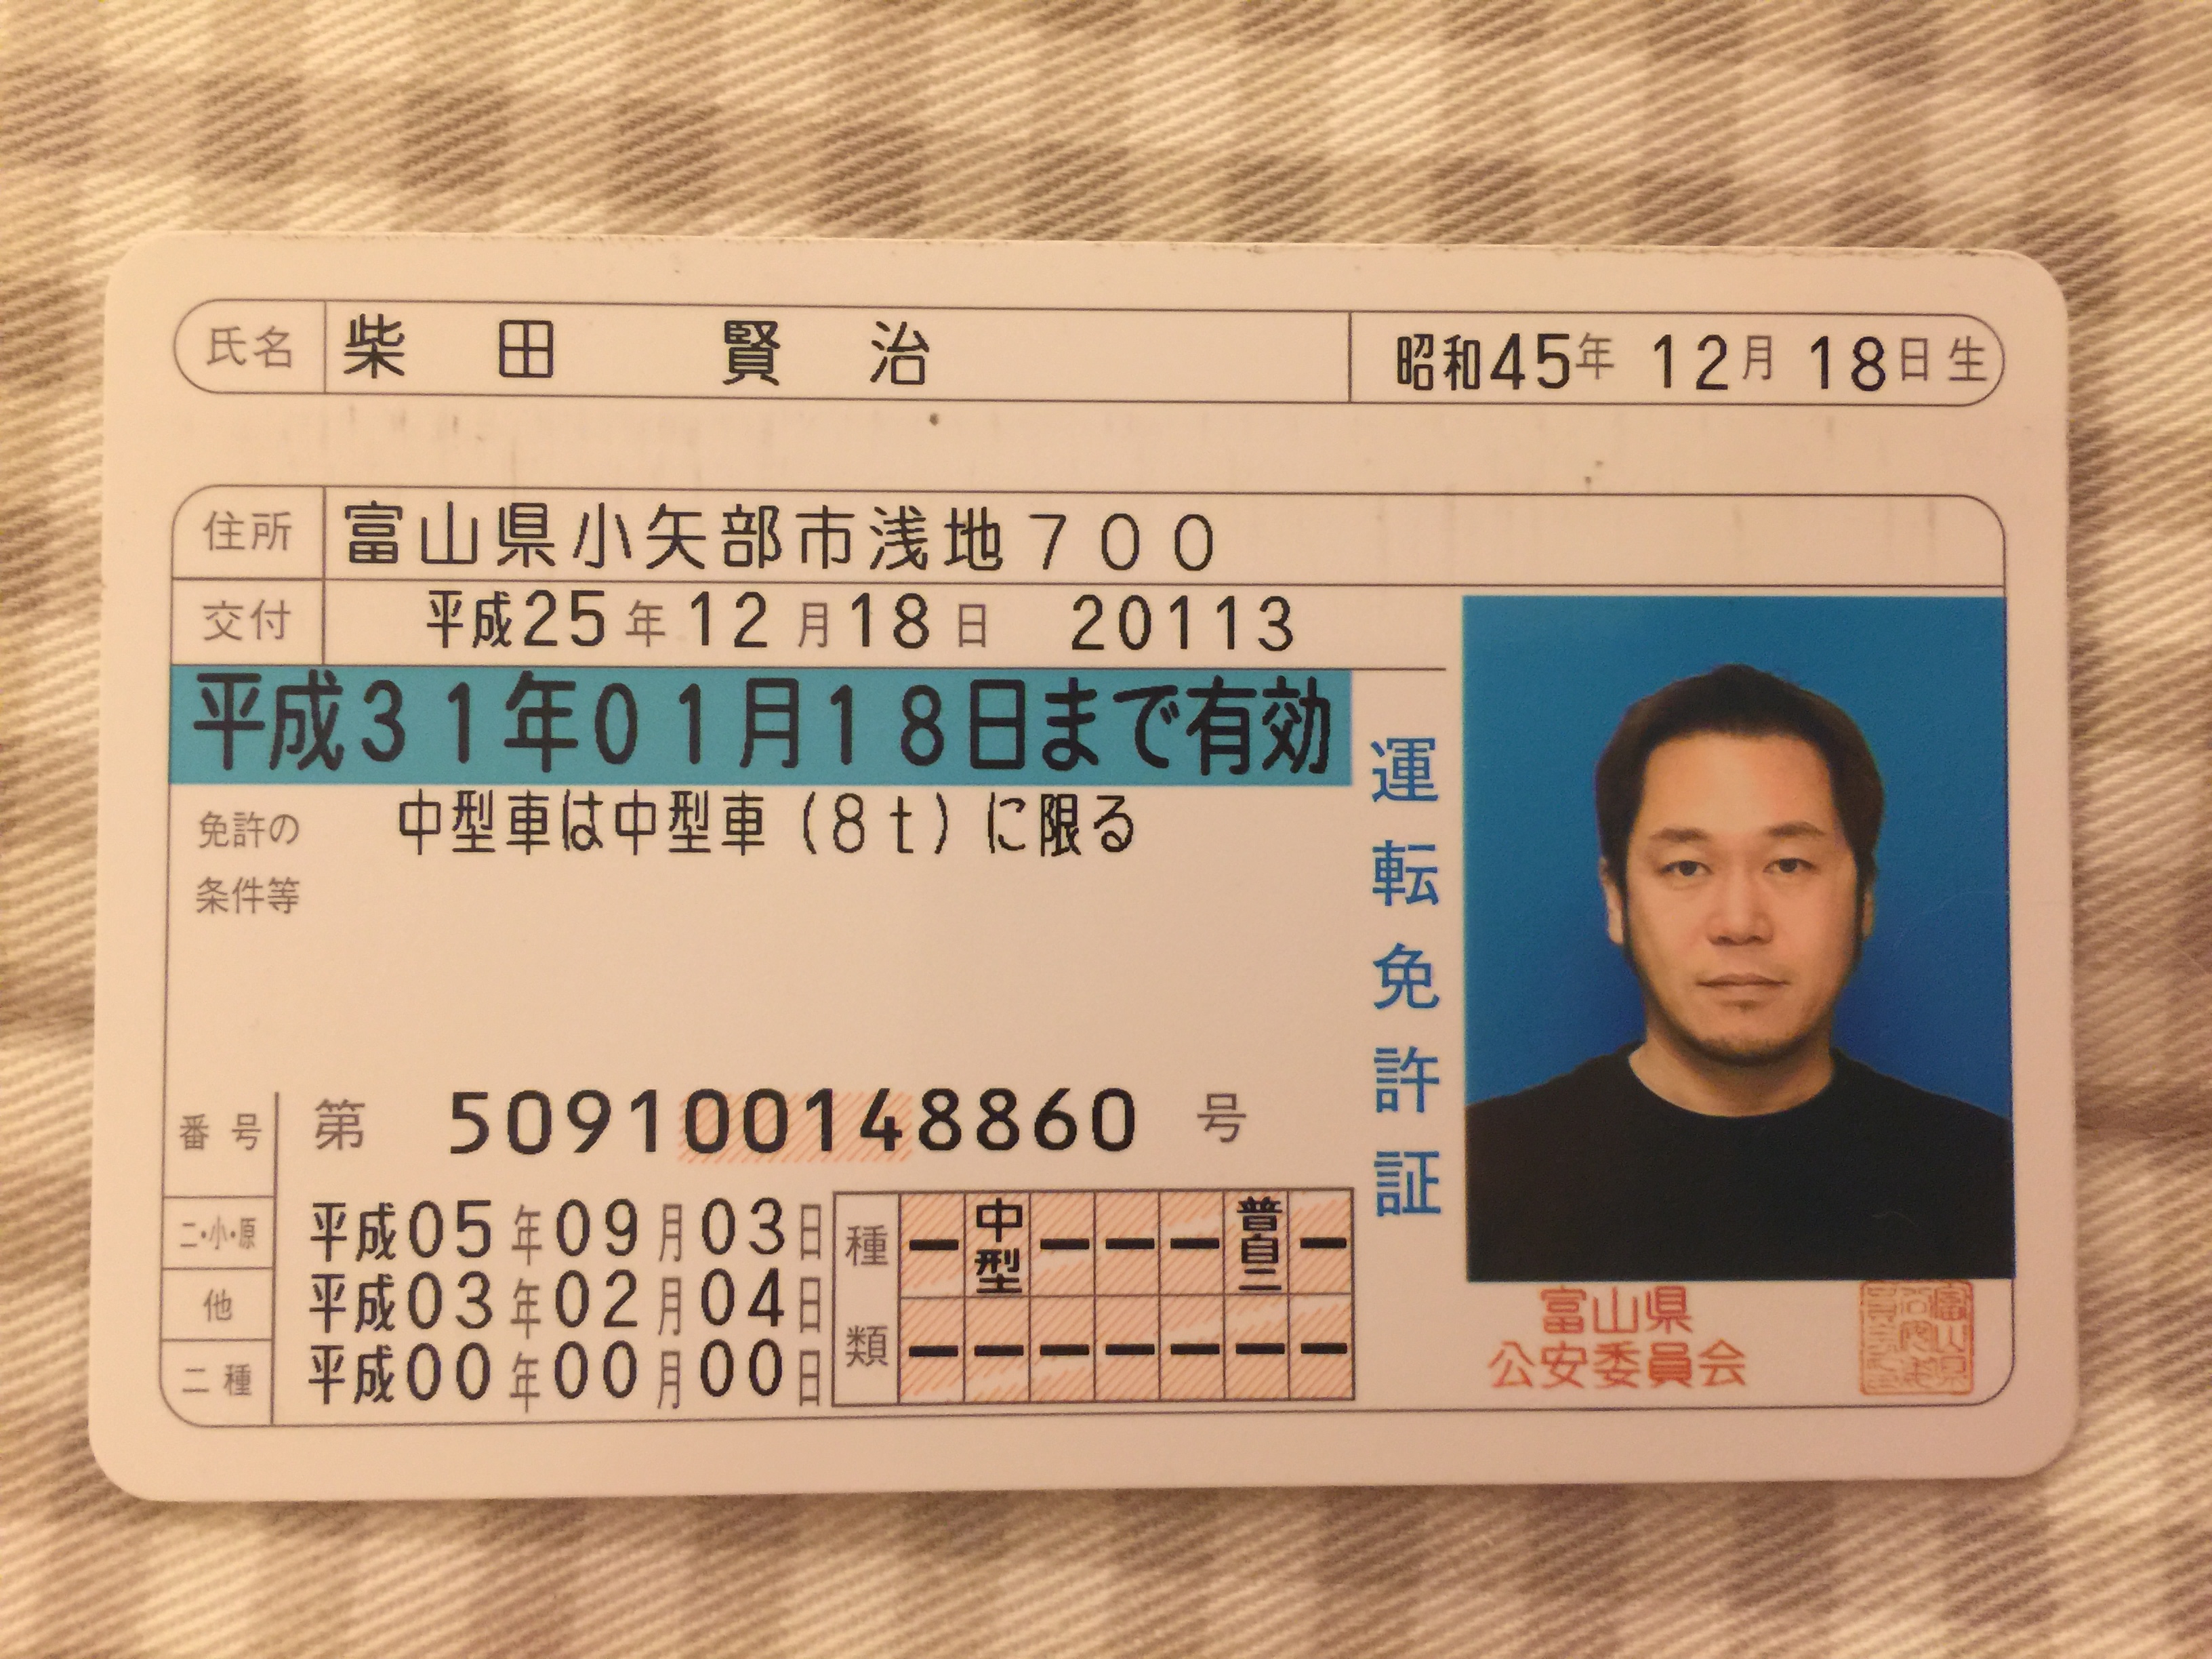 氏名 柴田 賢治 昭和45年12月18日生
住所 富山県小矢部市浅地700
交付 平成25年12月18日 20113
平成31年01月18日まで有効
免許の 中型車は中型車(8t)に限る
条件等
番号 第 509100148860 号
二・小・原 平成05年09月03日
他 平成03年02月04日
二種 平成00年00月00日
種類 ー 中型 ー ー ー 普自二 ー
ー ー ー ー ー ー ー
運転免許証
富山県
公安委員会